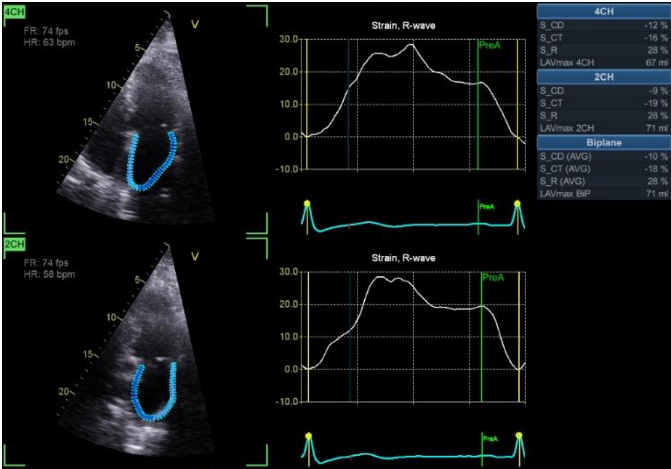 4CH
FR: 74 fps
HR: 63 bpm
V
5
10
15
20
Strain, R-wave
PreA
30.0
20.0
10.0
0.0
-10.0
PreA
2CH
FR: 74 fps
HR: 58 bpm
V
5
10
15
20
Strain, R-wave
PreA
30.0
20.0
10.0
0.0
-10.0
PreA
4CH
S_CD -12 %
S_CT -16 %
S_R 28 %
LAVmax 4CH 67 ml
2CH
S_CD -9 %
S_CT -19 %
S_R 28 %
LAVmax 2CH 71 ml
Biplane
S_CD (AVG) -10 %
S_CT (AVG) -18 %
S_R (AVG) 28 %
LAVmax BiP 71 ml